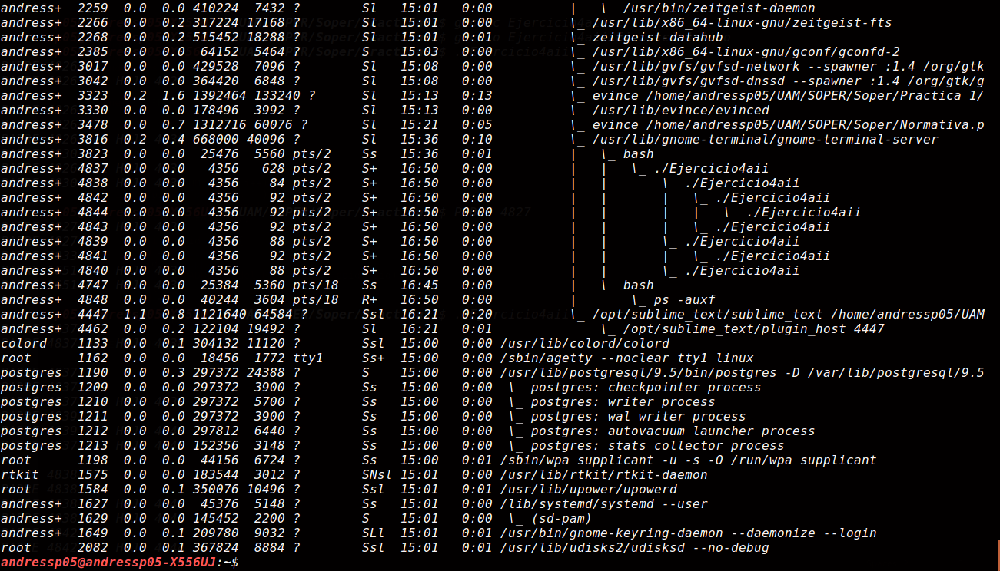 andress+  2259  0.0  0.0 410224  7432 ?        Sl   15:01   0:00          |   \_ /usr/bin/zeitgeist-daemon
andress+  2266  0.0  0.2 317224 17168 ?        Sl   15:01   0:00          \_ /usr/lib/x86_64-linux-gnu/zeitgeist-fts
andress+  2268  0.0  0.2 515452 18288 ?        Sl   15:01   0:01          \_ zeitgeist-datahub
andress+  2385  0.0  0.0  64152  5464 ?        S    15:03   0:00          \_ /usr/lib/x86_64-linux-gnu/gconf/gconfd-2
andress+  3017  0.0  0.0 429528  7096 ?        Sl   15:08   0:00          \_ /usr/lib/gvfs/gvfsd-network --spawner :1.4 /org/gtk
andress+  3042  0.0  0.0 364420  6848 ?        Sl   15:08   0:00          \_ /usr/lib/gvfs/gvfsd-dnssd --spawner :1.4 /org/gtk/g
andress+  3323  0.2  1.6 1392464 133240 ?      Sl   15:13   0:13          \_ evince /home/andressp05/UAM/SOPER/Soper/Practica 1/
andress+  3330  0.0  0.0 178496  3992 ?        Sl   15:13   0:00          \_ /usr/lib/evince/evinced
andress+  3478  0.0  0.7 1312716 60076 ?       Sl   15:21   0:05          \_ evince /home/andressp05/UAM/SOPER/Soper/Normativa.p
andress+  3816  0.2  0.4 668000 40096 ?        Sl   15:36   0:10          \_ /usr/lib/gnome-terminal/gnome-terminal-server
andress+  3823  0.0  0.0  25476  5560 pts/2    Ss   15:36   0:01          |   \_ bash
andress+  4837  0.0  0.0   4356   628 pts/2    S+   16:50   0:00          |   |   \_ ./Ejercicio4aii
andress+  4838  0.0  0.0   4356    84 pts/2    S+   16:50   0:00          |   |       \_ ./Ejercicio4aii
andress+  4842  0.0  0.0   4356    92 pts/2    S+   16:50   0:00          |   |       |   \_ ./Ejercicio4aii
andress+  4844  0.0  0.0   4356    92 pts/2    S+   16:50   0:00          |   |       |   |   \_ ./Ejercicio4aii
andress+  4843  0.0  0.0   4356    92 pts/2    S+   16:50   0:00          |   |       |   \_ ./Ejercicio4aii
andress+  4839  0.0  0.0   4356    88 pts/2    S+   16:50   0:00          |   |       \_ ./Ejercicio4aii
andress+  4841  0.0  0.0   4356    92 pts/2    S+   16:50   0:00          |   |       |   \_ ./Ejercicio4aii
andress+  4840  0.0  0.0   4356    88 pts/2    S+   16:50   0:00          |   |       \_ ./Ejercicio4aii
andress+  4747  0.0  0.0  25384  5360 pts/18   Ss   16:45   0:00          |   \_ bash
andress+  4848  0.0  0.0  40244  3604 pts/18   R+   16:50   0:00          |       \_ ps -auxf
andress+  4447  1.1  0.8 1121640 64584 ?       Ssl  16:21   0:20          \_ /opt/sublime_text/sublime_text /home/andressp05/UAM
andress+  4462  0.0  0.2 122104 19492 ?        Sl   16:21   0:01              \_ /opt/sublime_text/plugin_host 4447
colord    1133  0.0  0.1 304132 11120 ?        Ssl  15:00   0:00 /usr/lib/colord/colord
root      1162  0.0  0.0  18456  1772 tty1     Ss+  15:00   0:00 /sbin/agetty --noclear tty1 linux
postgres  1190  0.0  0.3 297372 24388 ?        S    15:00   0:00 /usr/lib/postgresql/9.5/bin/postgres -D /var/lib/postgresql/9.5
postgres  1209  0.0  0.0 297372  3900 ?        Ss   15:00   0:00  \_ postgres: checkpointer process
postgres  1210  0.0  0.0 297372  5700 ?        Ss   15:00   0:00  \_ postgres: writer process
postgres  1211  0.0  0.0 297372  3900 ?        Ss   15:00   0:00  \_ postgres: wal writer process
postgres  1212  0.0  0.0 297812  6440 ?        Ss   15:00   0:00  \_ postgres: autovacuum launcher process
postgres  1213  0.0  0.0 152356  3148 ?        Ss   15:00   0:00  \_ postgres: stats collector process
root      1198  0.0  0.0  44156  6724 ?        Ss   15:00   0:01 /sbin/wpa_supplicant -u -s -O /run/wpa_supplicant
rtkit     1575  0.0  0.0 183544  3012 ?        SNsl 15:01   0:00 /usr/lib/rtkit/rtkit-daemon
root      1584  0.0  0.1 350076 10496 ?        Ssl  15:01   0:01 /usr/lib/upower/upowerd
andress+  1627  0.0  0.0  45376  5148 ?        Ss   15:01   0:00 /lib/systemd/systemd --user
andress+  1629  0.0  0.0 145452  2200 ?        S    15:01   0:00  \_ (sd-pam)
andress+  1649  0.0  0.1 209780  9032 ?        SLl  15:01   0:01 /usr/bin/gnome-keyring-daemon --daemonize --login
root      2082  0.0  0.1 367824  8884 ?        Ssl  15:01   0:01 /usr/lib/udisks2/udisksd --no-debug
andressp05@andressp05-X556UJ:~$ _